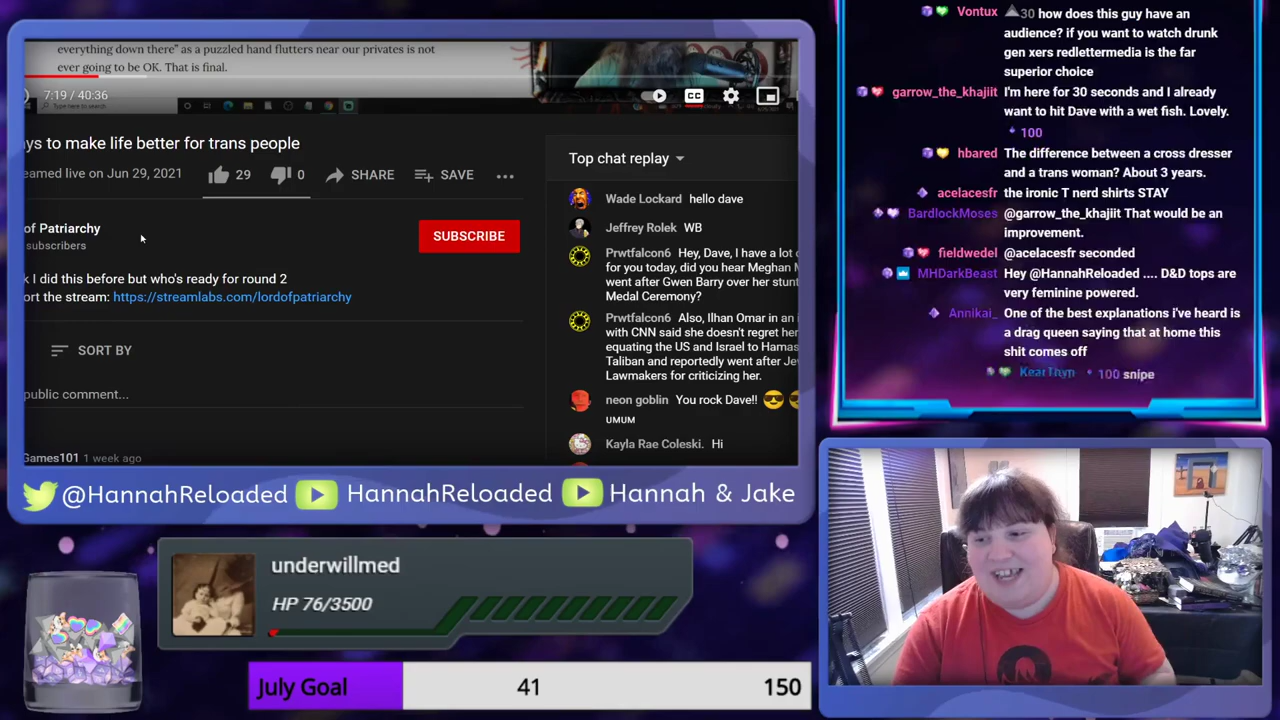 everything down there” as a puzzled hand flutters near our privates is not
ever going to be OK. That is final.
7:19 / 40:36
CC
Type here to search
ys to make life better for trans people
eamed live on Jun 29, 2021
29
0
SHARE
SAVE
of Patriarchy
subscribers
SUBSCRIBE
k I did this before but who's ready for round 2
ort the stream: https://streamlabs.com/lordofpatriarchy
SORT BY
public comment...
Games101 1 week ago
Top chat replay
Wade Lockard hello dave
Jeffrey Rolek WB
Prwtfalcon6 Hey, Dave, I have a lot
for you today, did you hear Meghan M
went after Gwen Barry over her stunt
Medal Ceremony?
Prwtfalcon6 Also, Ilhan Omar in an i
with CNN said she doesn't regret her
equating the US and Israel to Hamas
Taliban and reportedly went after Je
Lawmakers for criticizing her.
neon goblin You rock Dave!!
UMUM
Kayla Rae Coleski. Hi
@HannahReloaded
HannahReloaded
Hannah & Jake
underwillmed
HP 76/3500
July Goal 41 150
Vontux 30 how does this guy have an
audience? if you want to watch drunk
gen xers redlettermedia is the far
superior choice
garrow_the_khajiit I'm here for 30 seconds and I already
want to hit Dave with a wet fish. Lovely.
100
hbared The difference between a cross dresser
and a trans woman? About 3 years.
acelacesfr the ironic T nerd shirts STAY
BardlockMoses @garrow_the_khajiit That would be an
improvement.
fieldwedel @acelacesfr seconded
MHDarkBeast Hey @HannahReloaded .... D&D tops are
very feminine powered.
Annikai_ One of the best explanations i've heard is
a drag queen saying that at home this
shit comes off
KearThyn 100 snipe